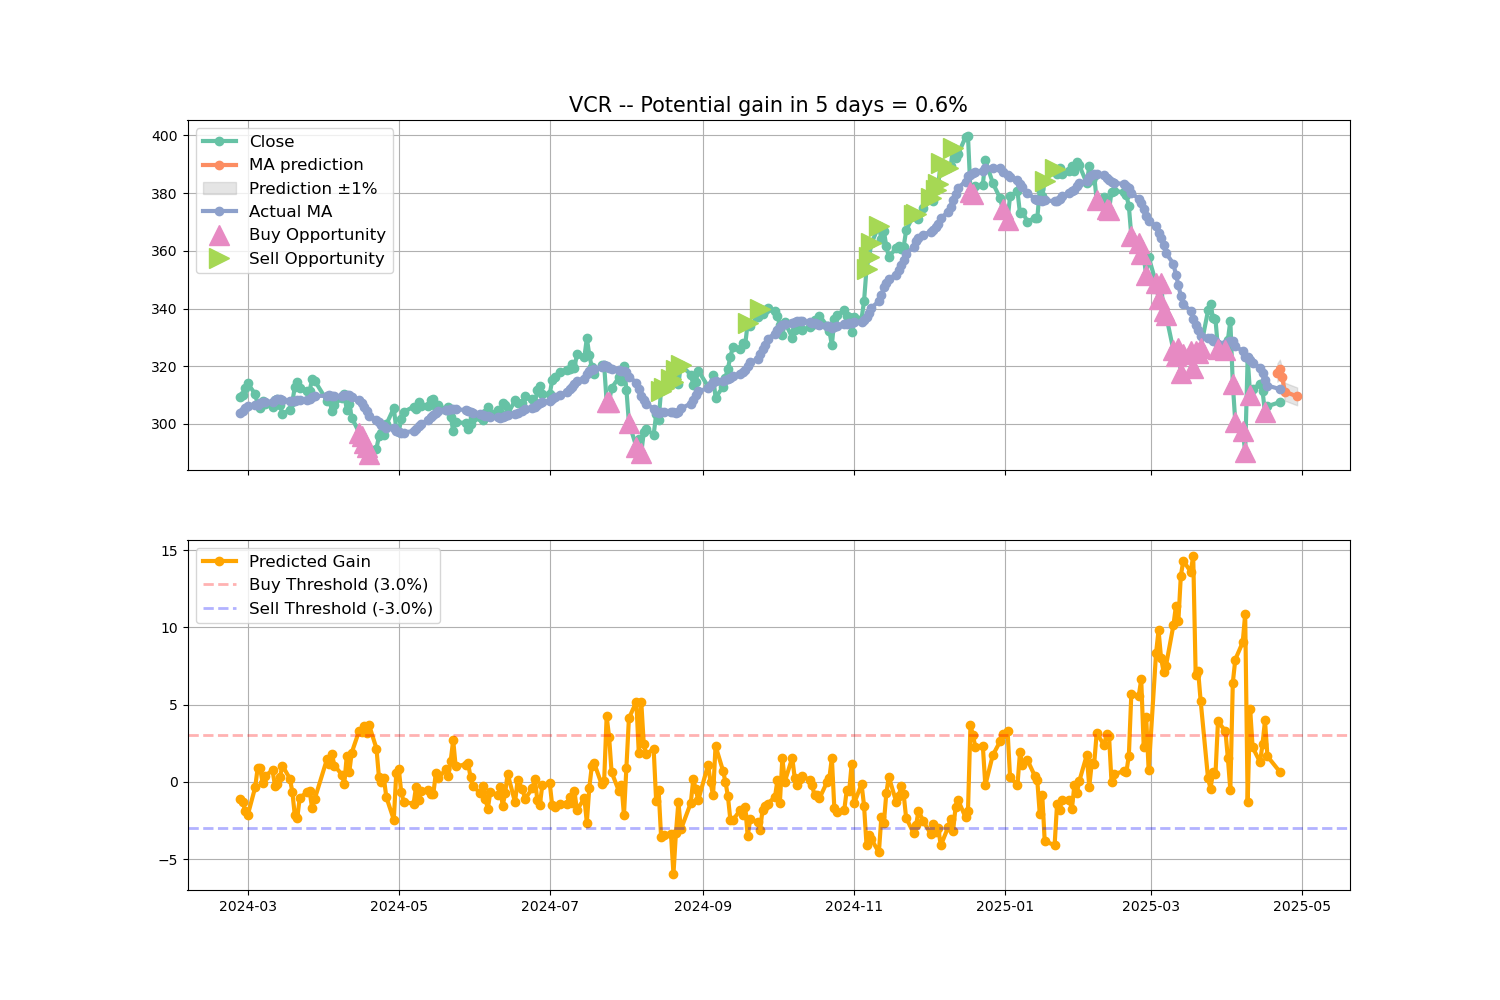 VCR -- Potential gain in 5 days = 0.6%
400
380
360
340
320
300
Close
MA prediction
Prediction ±1%
Actual MA
Buy Opportunity
Sell Opportunity
15
10
5
0
−5
Predicted Gain
Buy Threshold (3.0%)
Sell Threshold (-3.0%)
2024-03 2024-05 2024-07 2024-09 2024-11 2025-01 2025-03 2025-05